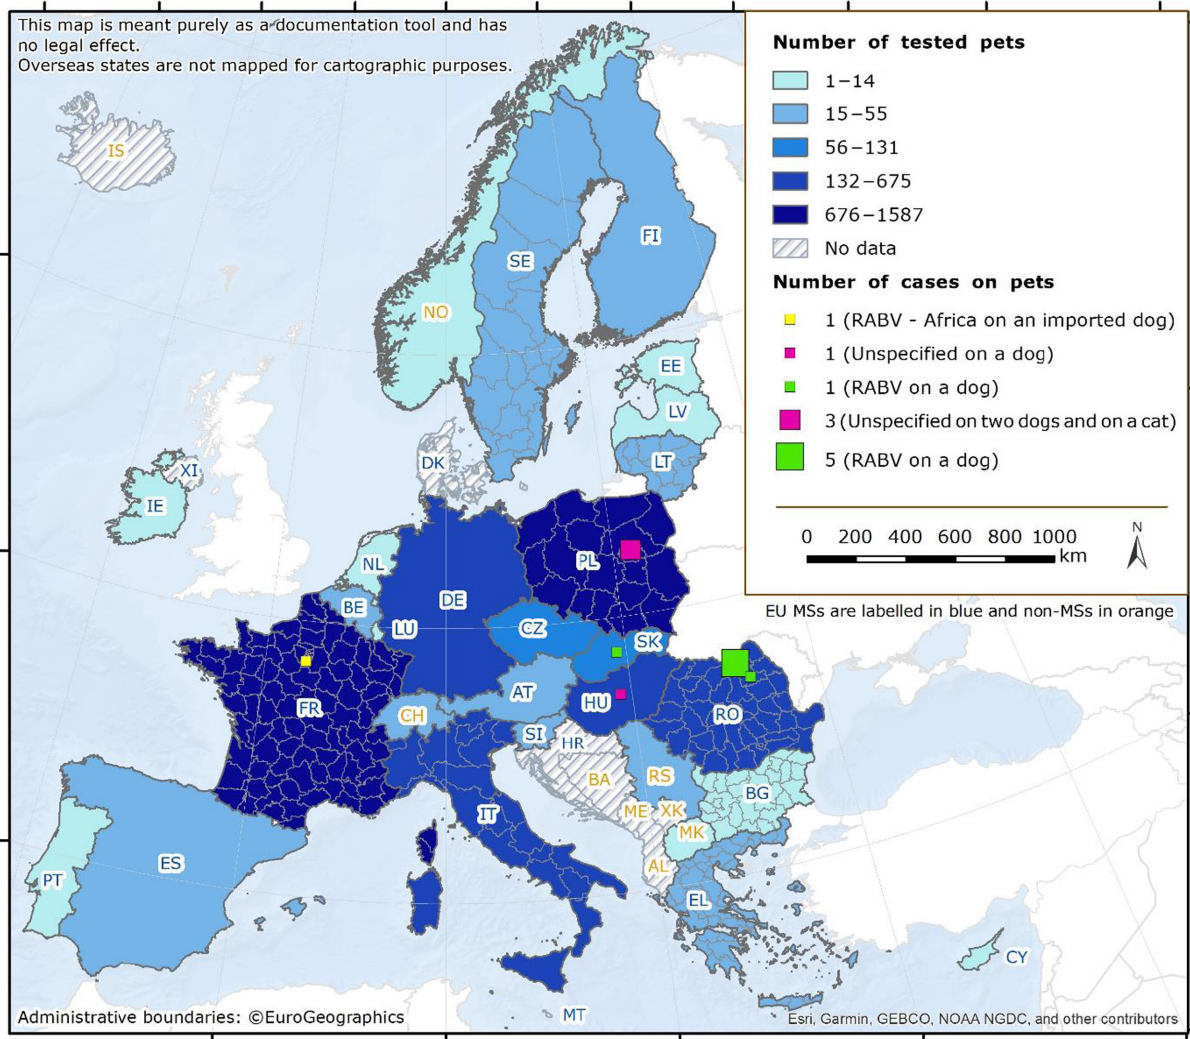 This map is meant purely as a documentation tool and has
no legal effect.
Overseas states are not mapped for cartographic purposes.
Number of tested pets
1–14
15–55
56–131
132–675
676–1587
No data
Number of cases on pets
1 (RABV - Africa on an imported dog)
1 (Unspecified on a dog)
1 (RABV on a dog)
3 (Unspecified on two dogs and on a cat)
5 (RABV on a dog)
0 200 400 600 800 1000
km
N
EU MSs are labelled in blue and non-MSs in orange
IS
FI
SE
NO
EE
LV
LT
DK
XI
IE
NL
PL
BE
DE
LU
CZ
SK
AT
HU
FR
CH
RO
SI
HR
BA
RS
BG
ME
XK
IT
MK
ES
AL
PT
EL
CY
MT
Administrative boundaries: ©EuroGeographics
Esri, Garmin, GEBCO, NOAA NGDC, and other contributors